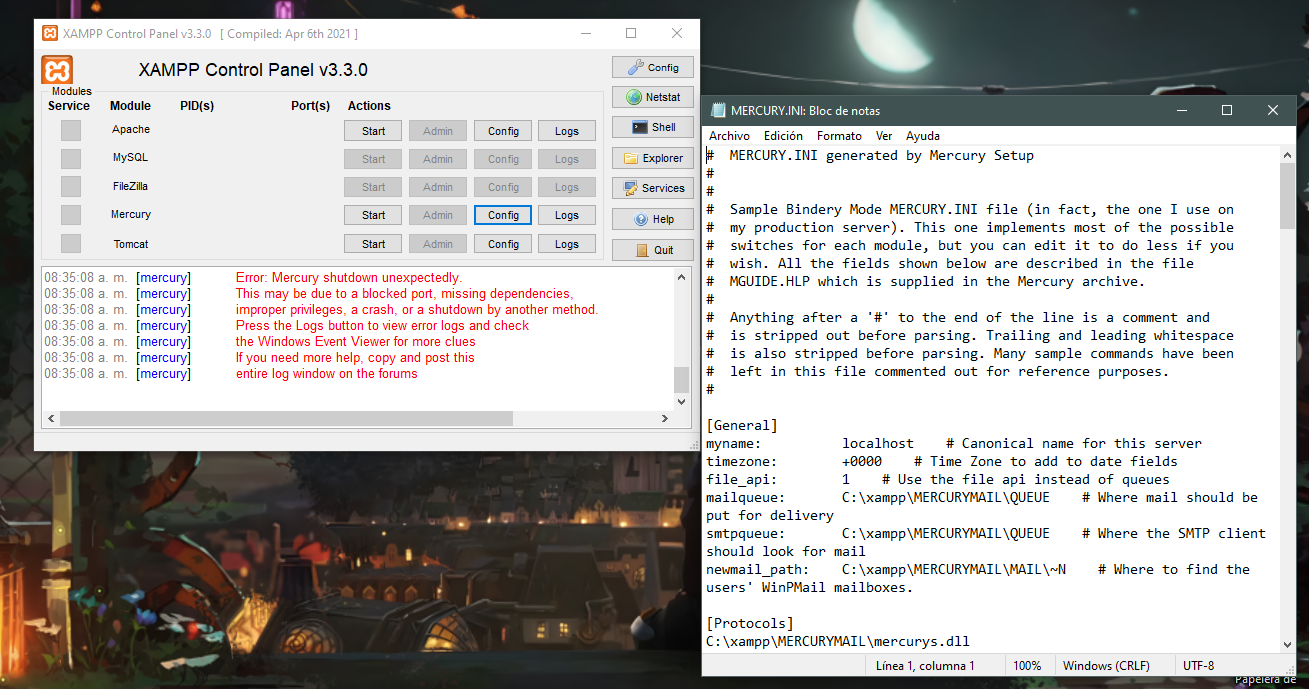 XAMPP Control Panel v3.3.0 [ Compiled: Apr 6th 2021 ]
XAMPP Control Panel v3.3.0
Modules
Service Module PID(s) Port(s) Actions
Apache Start Admin Config Logs
MySQL Start Admin Config Logs
FileZilla Start Admin Config Logs
Mercury Start Admin Config Logs
Tomcat Start Admin Config Logs
Config
Netstat
Shell
Explorer
Services
Help
Quit
08:35:08 a. m. [mercury] Error: Mercury shutdown unexpectedly.
08:35:08 a. m. [mercury] This may be due to a blocked port, missing dependencies,
08:35:08 a. m. [mercury] improper privileges, a crash, or a shutdown by another method.
08:35:08 a. m. [mercury] Press the Logs button to view error logs and check
08:35:08 a. m. [mercury] the Windows Event Viewer for more clues
08:35:08 a. m. [mercury] If you need more help, copy and post this
08:35:08 a. m. [mercury] entire log window on the forums
MERCURY.INI: Bloc de notas
Archivo Edición Formato Ver Ayuda
# MERCURY.INI generated by Mercury Setup
#
#
# Sample Bindery Mode MERCURY.INI file (in fact, the one I use on
# my production server). This one implements most of the possible
# switches for each module, but you can edit it to do less if you
# wish. All the fields shown below are described in the file
# MGUIDE.HLP which is supplied in the Mercury archive.
#
# Anything after a '#' to the end of the line is a comment and
# is stripped out before parsing. Trailing and leading whitespace
# is also stripped before parsing. Many sample commands have been
# left in this file commented out for reference purposes.
#
[General]
myname: localhost # Canonical name for this server
timezone: +0000 # Time Zone to add to date fields
file_api: 1 # Use the file api instead of queues
mailqueue: C:\xampp\MERCURYMAIL\QUEUE # Where mail should be
put for delivery
smtpqueue: C:\xampp\MERCURYMAIL\QUEUE # Where the SMTP client
should look for mail
newmail_path: C:\xampp\MERCURYMAIL\MAIL\~N # Where to find the
users' WinPMail mailboxes.
[Protocols]
C:\xampp\MERCURYMAIL\mercurys.dll
Línea 1, columna 1 100% Windows (CRLF) UTF-8
Papelera de